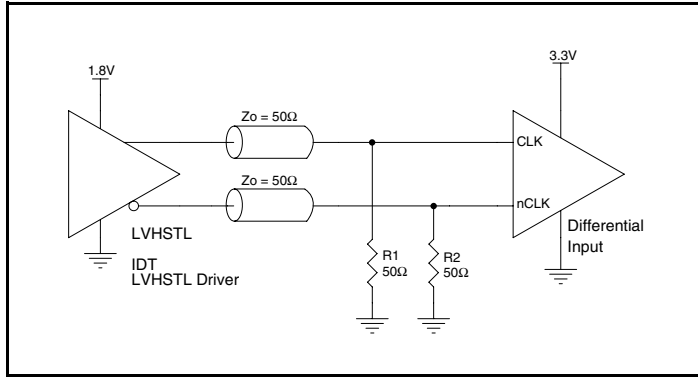 1.8V
3.3V
Zo = 50Ω
CLK
Zo = 50Ω
nCLK
LVHSTL
IDT
LVHSTL Driver
R1
50Ω
R2
50Ω
Differential
Input